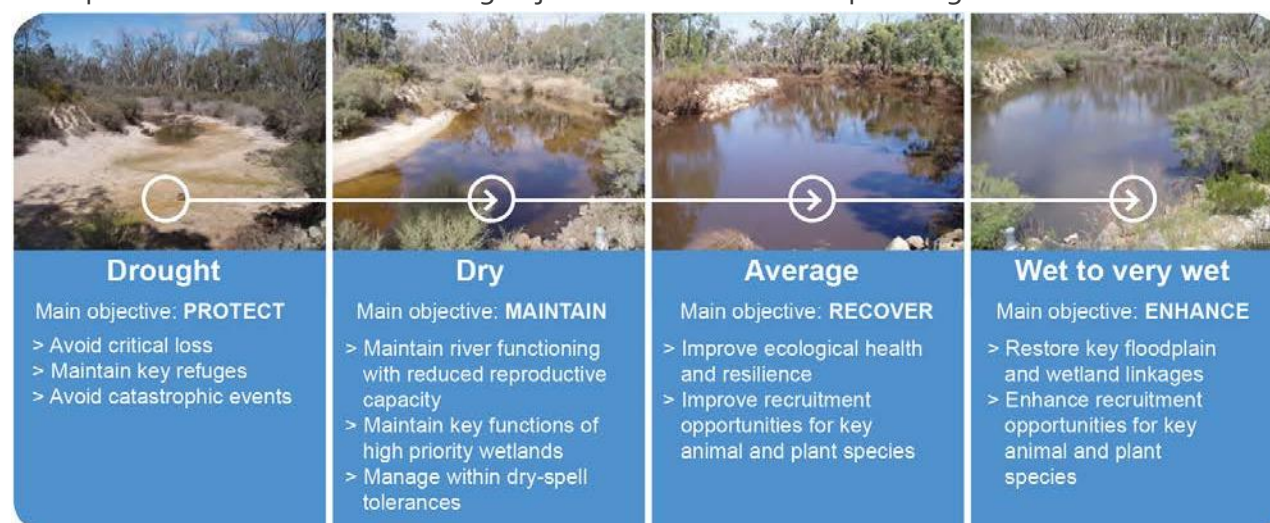 Drought
Main objective: PROTECT
> Avoid critical loss
> Maintain key refuges
> Avoid catastrophic events
Dry
Main objective: MAINTAIN
> Maintain river functioning
with reduced reproductive
capacity
> Maintain key functions of
high priority wetlands
> Manage within dry-spell
tolerances
Average
Main objective: RECOVER
> Improve ecological health
and resilience
> Improve recruitment
opportunities for key
animal and plant species
Wet to very wet
Main objective: ENHANCE
> Restore key floodplain
and wetland linkages
> Enhance recruitment
opportunities for key
animal and plant
species